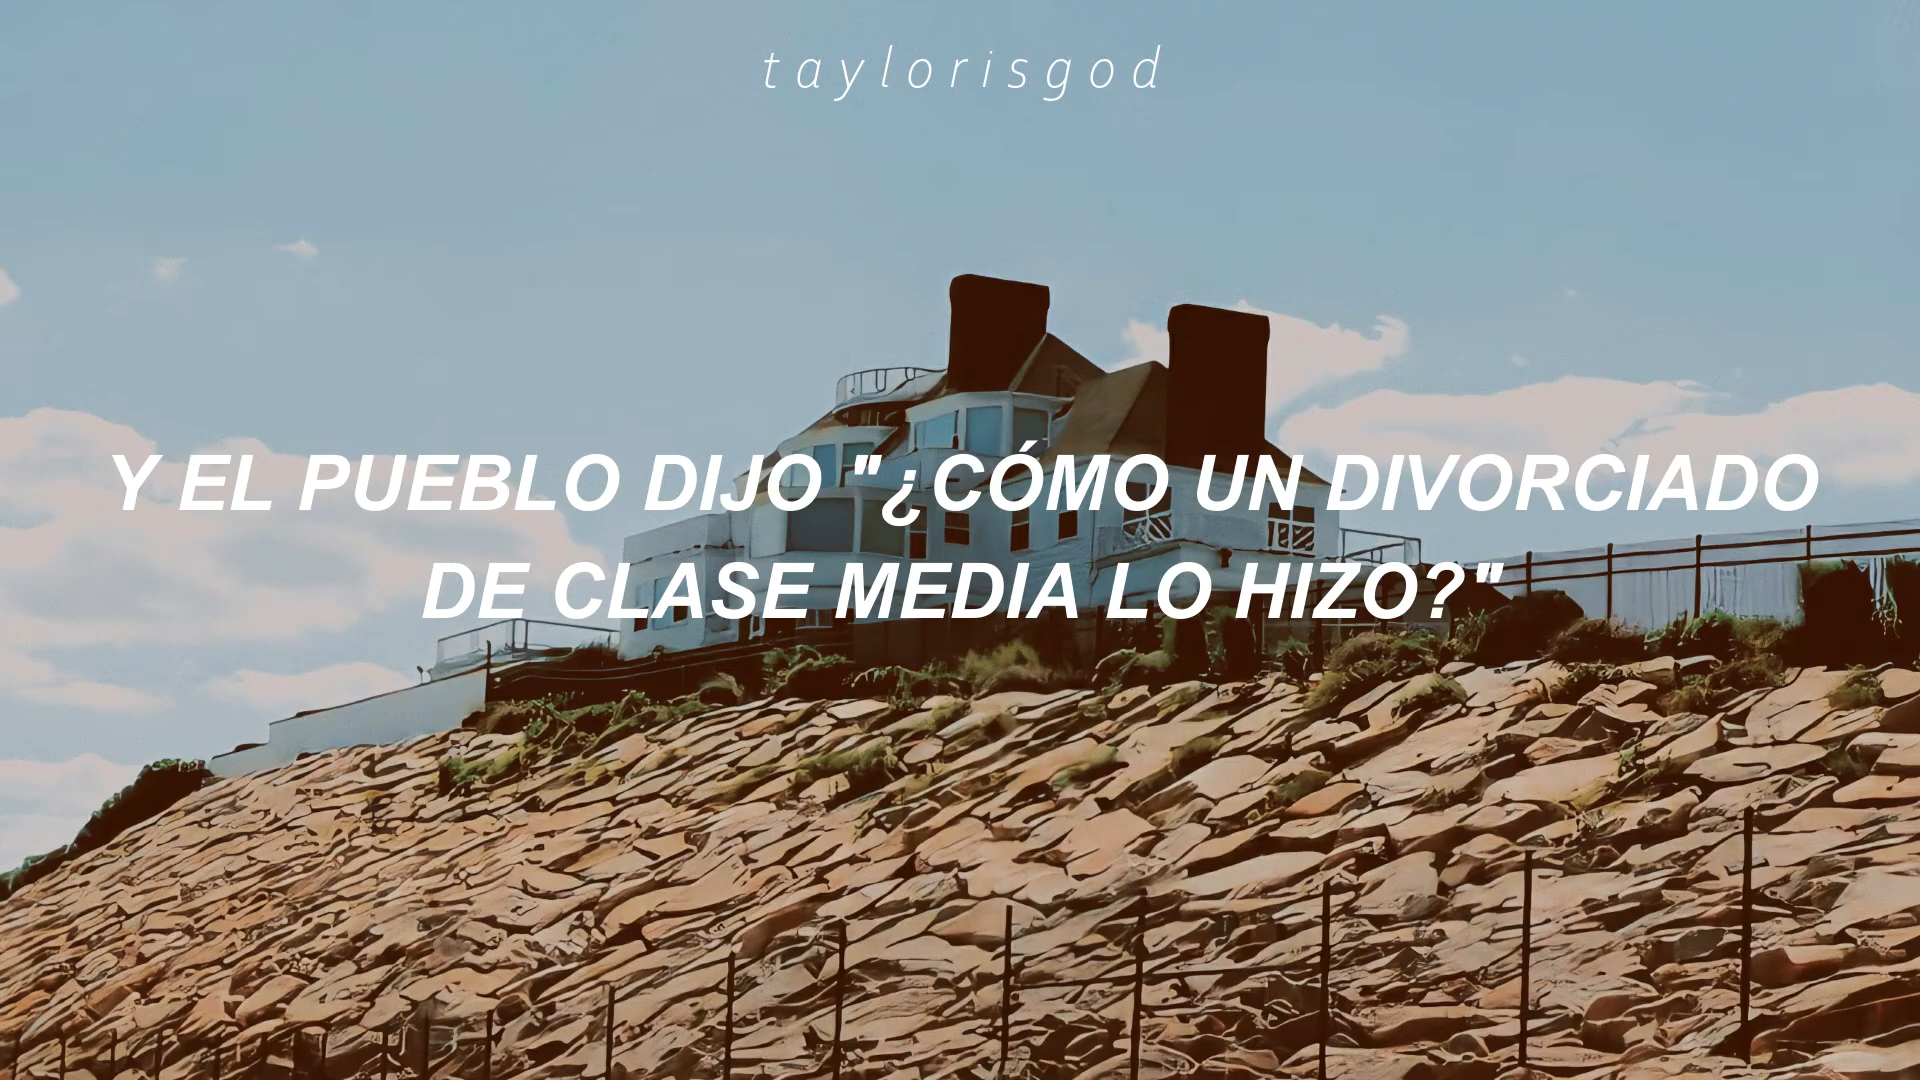 taylorisgod
Y EL PUEBLO DIJO "¿CÓMO UN DIVORCIADO
DE CLASE MEDIA LO HIZO?"